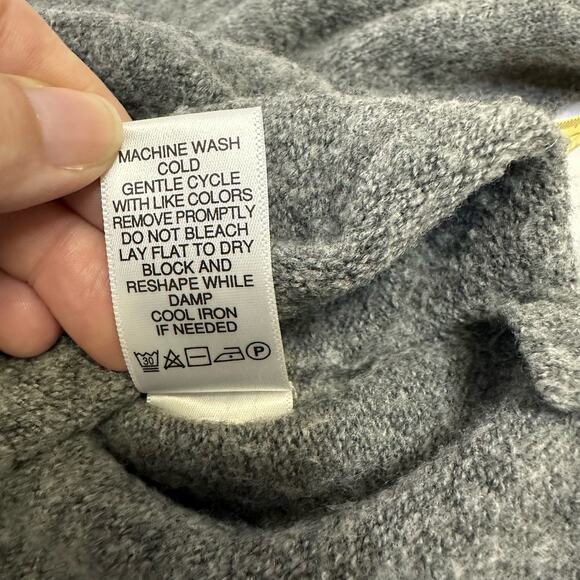 MACHINE WASH
COLD
GENTLE CYCLE
WITH LIKE COLORS
REMOVE PROMPTLY
DO NOT BLEACH
LAY FLAT TO DRY
BLOCK AND
RESHAPE WHILE
DAMP
COOL IRON
IF NEEDED
30 P